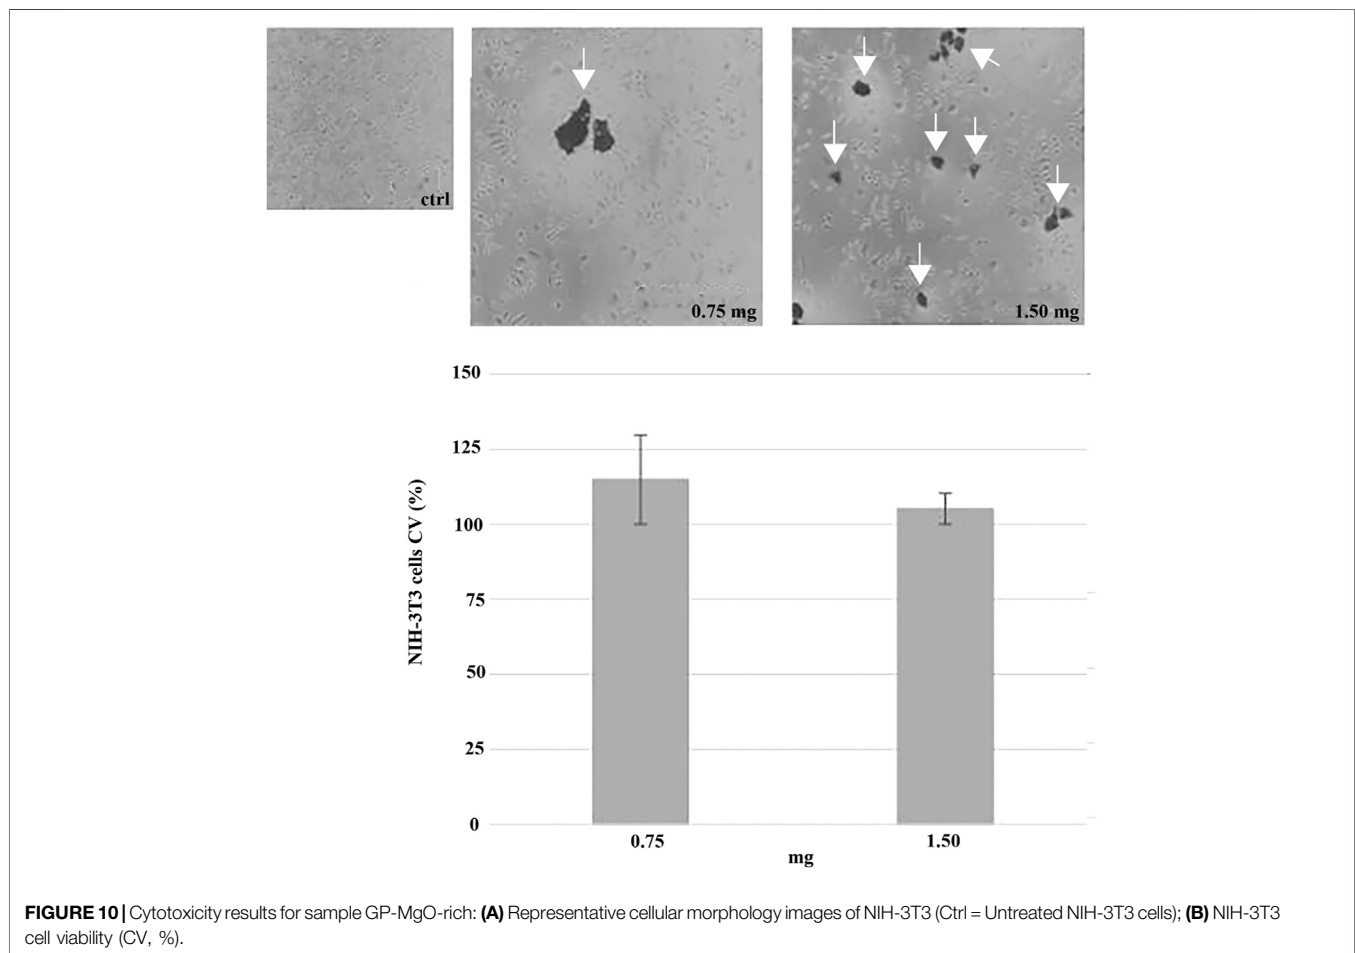 ctrl
0.75 mg
1.50 mg
150
125
100
75
50
25
0
NIH-3T3 cells CV (%)
0.75
1.50
mg
FIGURE 10 | Cytotoxicity results for sample GP-MgO-rich: (A) Representative cellular morphology images of NIH-3T3 (Ctrl = Untreated NIH-3T3 cells); (B) NIH-3T3
cell viability (CV, %).